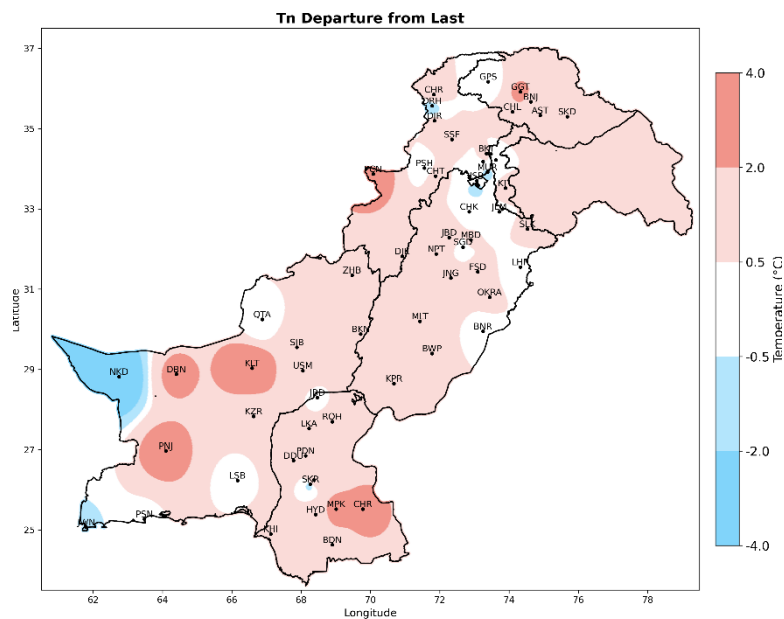 Tn Departure from Last
37
35
33
31
29
27
25
Latitude
62
64
66
68
70
72
74
76
78
Longitude
GPS
CHR
GGT
BNJ
DRH
CHL
AST
SKD
DIR
SSF
PSH
CHT
MUR
CHK
JLM
SLK
JBD
MBD
SGD
NPT
DIK
LHR
FSD
JNG
ZHB
OKRA
QTA
MLT
BNR
BKN
SIB
BWP
KLT
USM
DBN
NKD
KPR
JBD
KZR
ROH
LKA
PNJ
PDN
DDU
LSB
SKR
MPK
CHR
PSN
HYD
JWN
KHI
BDN
4.0
2.0
0.5
-0.5
-2.0
-4.0
Temperature (°C)